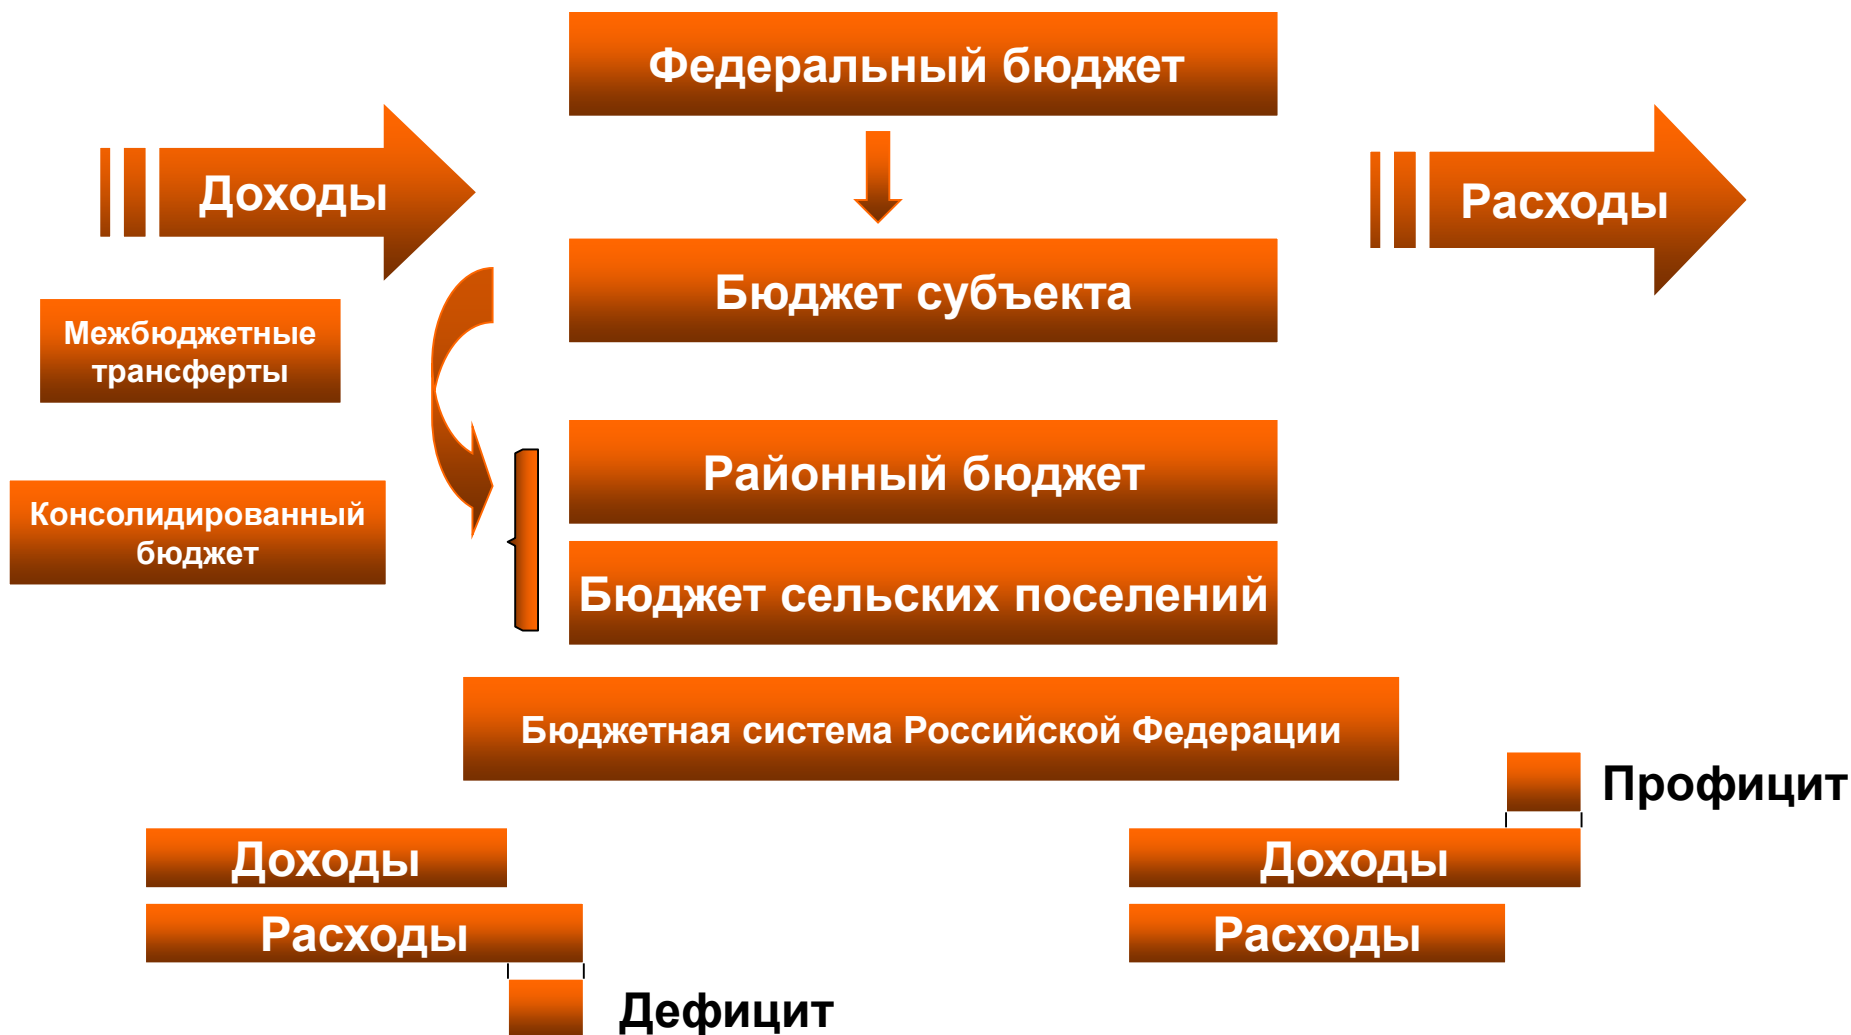 Федеральный бюджет
Доходы
Расходы
Бюджет субъекта
Межбюджетные
трансферты
Районный бюджет
Консолидированный
бюджет
Бюджет сельских поселений
Бюджетная система Российской Федерации
Профицит
Доходы
Доходы
Расходы
Расходы
Дефицит